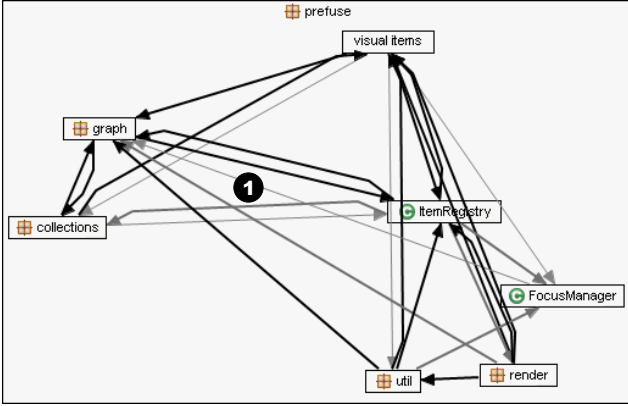 prefuse
visual items
graph
1
ItemRegistry
collections
FocusManager
util
render